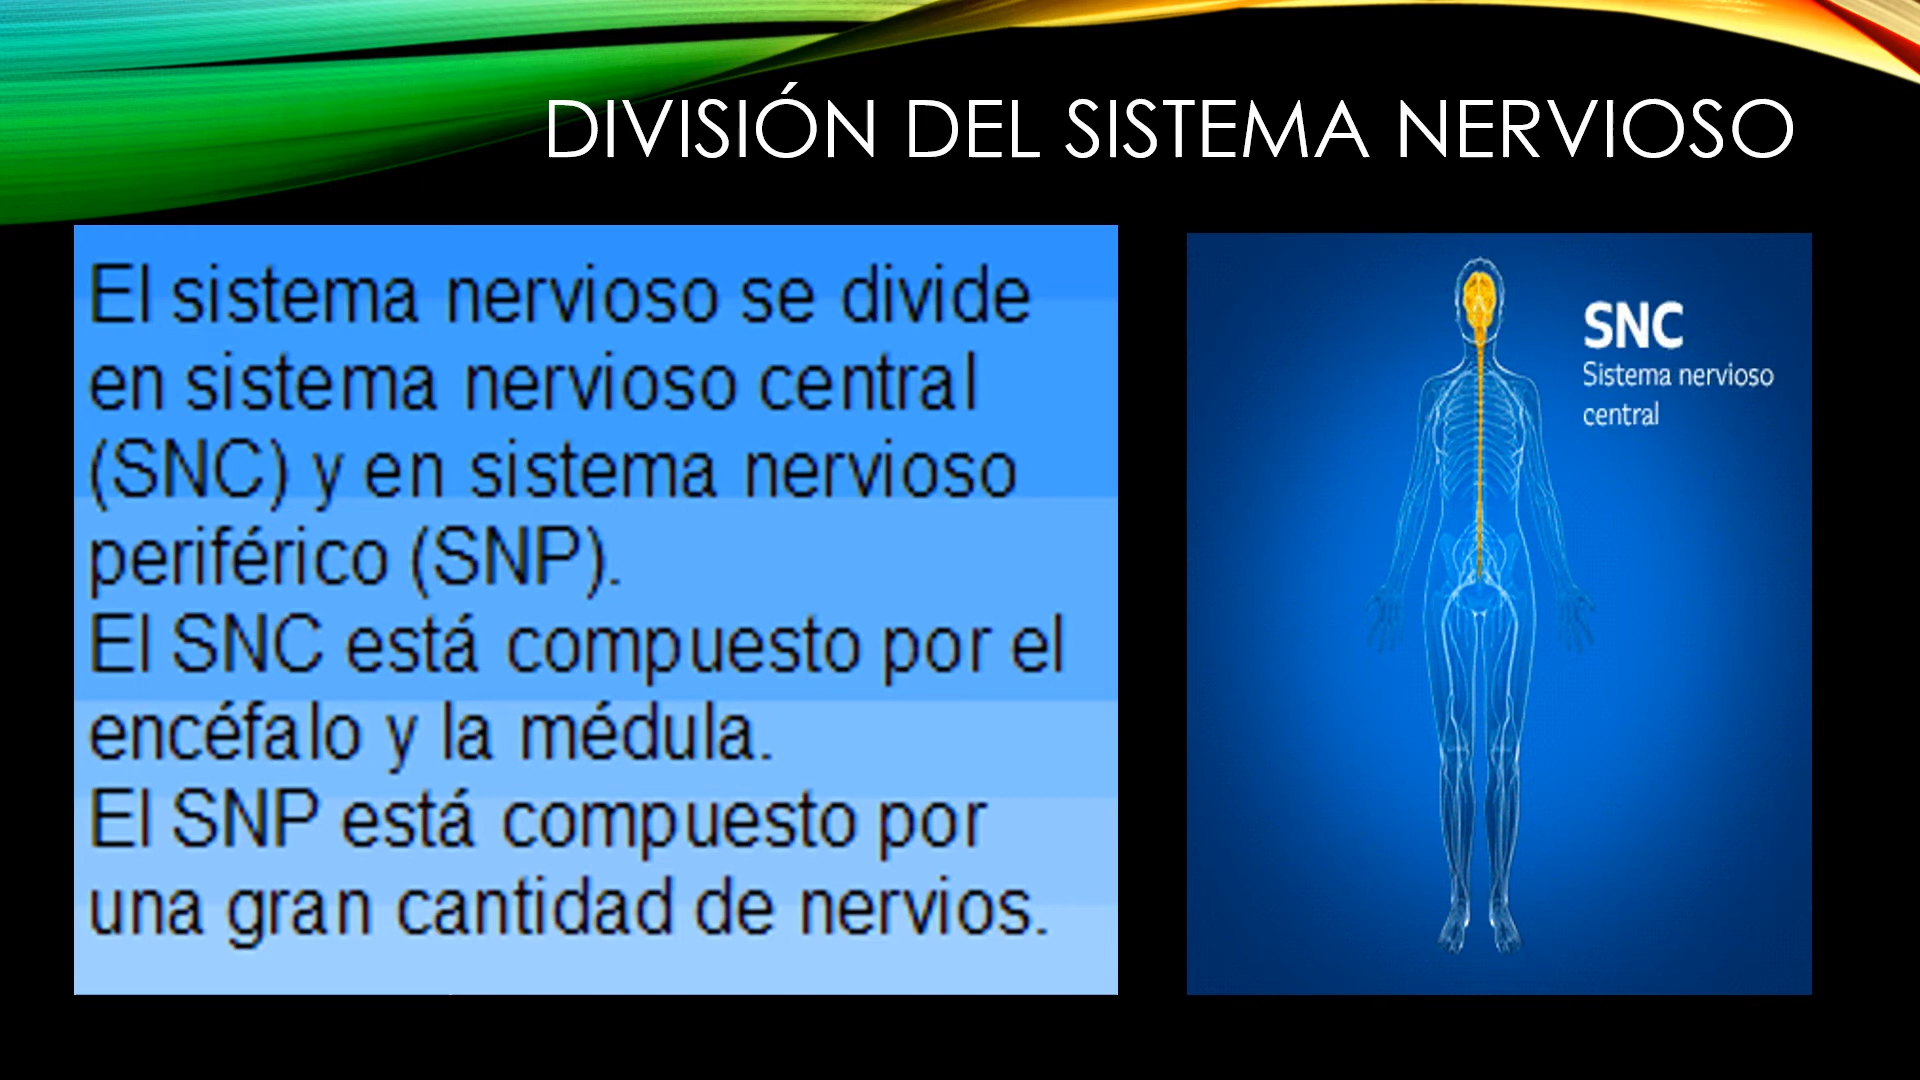 DIVISIÓN DEL SISTEMA NERVIOSO
El sistema nervioso se divide
en sistema nervioso central
(SNC) y en sistema nervioso
periférico (SNP).
El SNC está compuesto por el
encéfalo y la médula.
El SNP está compuesto por
una gran cantidad de nervios.
SNC
Sistema nervioso
central